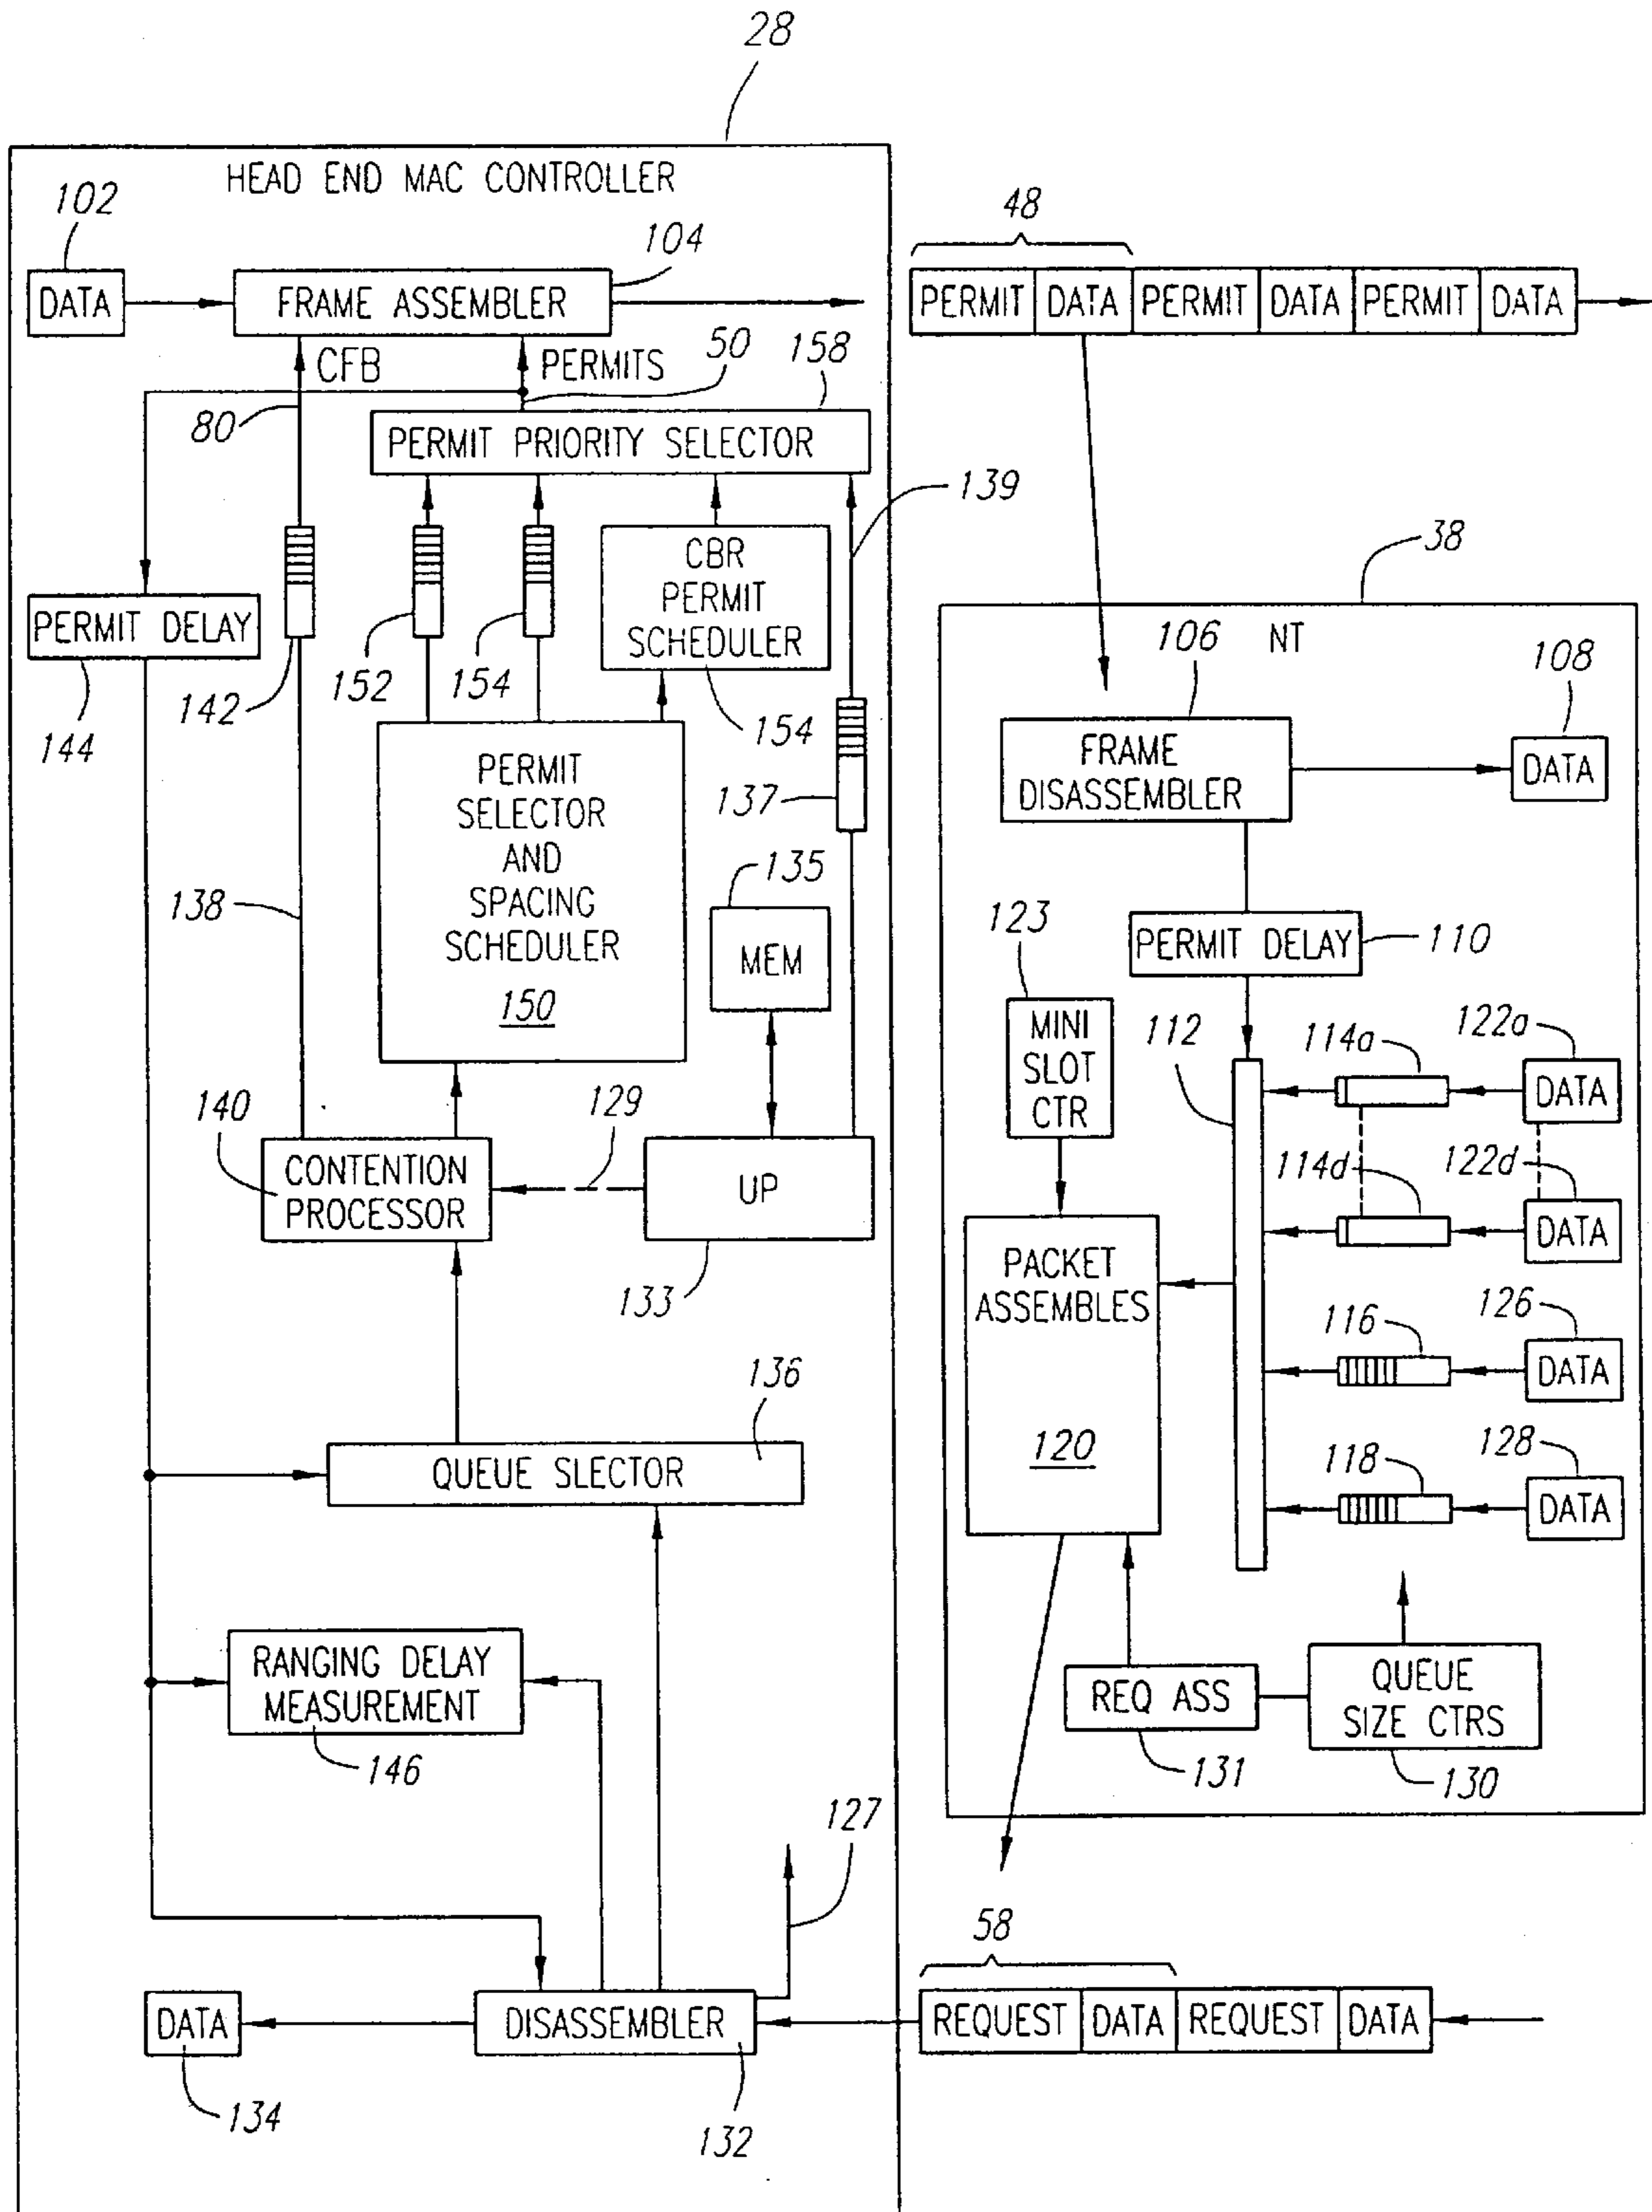 28
HEAD END MAC CONTROLLER
102
104
48
DATA
FRAME ASSEMBLER
PERMIT DATA PERMIT DATA PERMIT DATA
CFB
PERMITS
50
158
80
PERMIT PRIORITY SELECTOR
139
38
CBR
PERMIT
SCHEDULER
PERMIT DELAY
152
154
142
144
154
137
106
NT
108
FRAME
DISASSEMBLER
DATA
PERMIT
SELECTOR
AND
SPACING
SCHEDULER
150
135
MEM
138
123
PERMIT DELAY
110
MINI
SLOT
CTR
112
114a
122a
DATA
140
129
114d
122d
DATA
CONTENTION
PROCESSOR
UP
133
PACKET
ASSEMBLES
120
116
126
DATA
136
QUEUE SLECTOR
118
128
DATA
RANGING DELAY
MEASUREMENT
146
REQ ASS
131
QUEUE
SIZE CTRS
130
127
58
DATA
DISASSEMBLER
REQUEST DATA REQUEST DATA
134
132